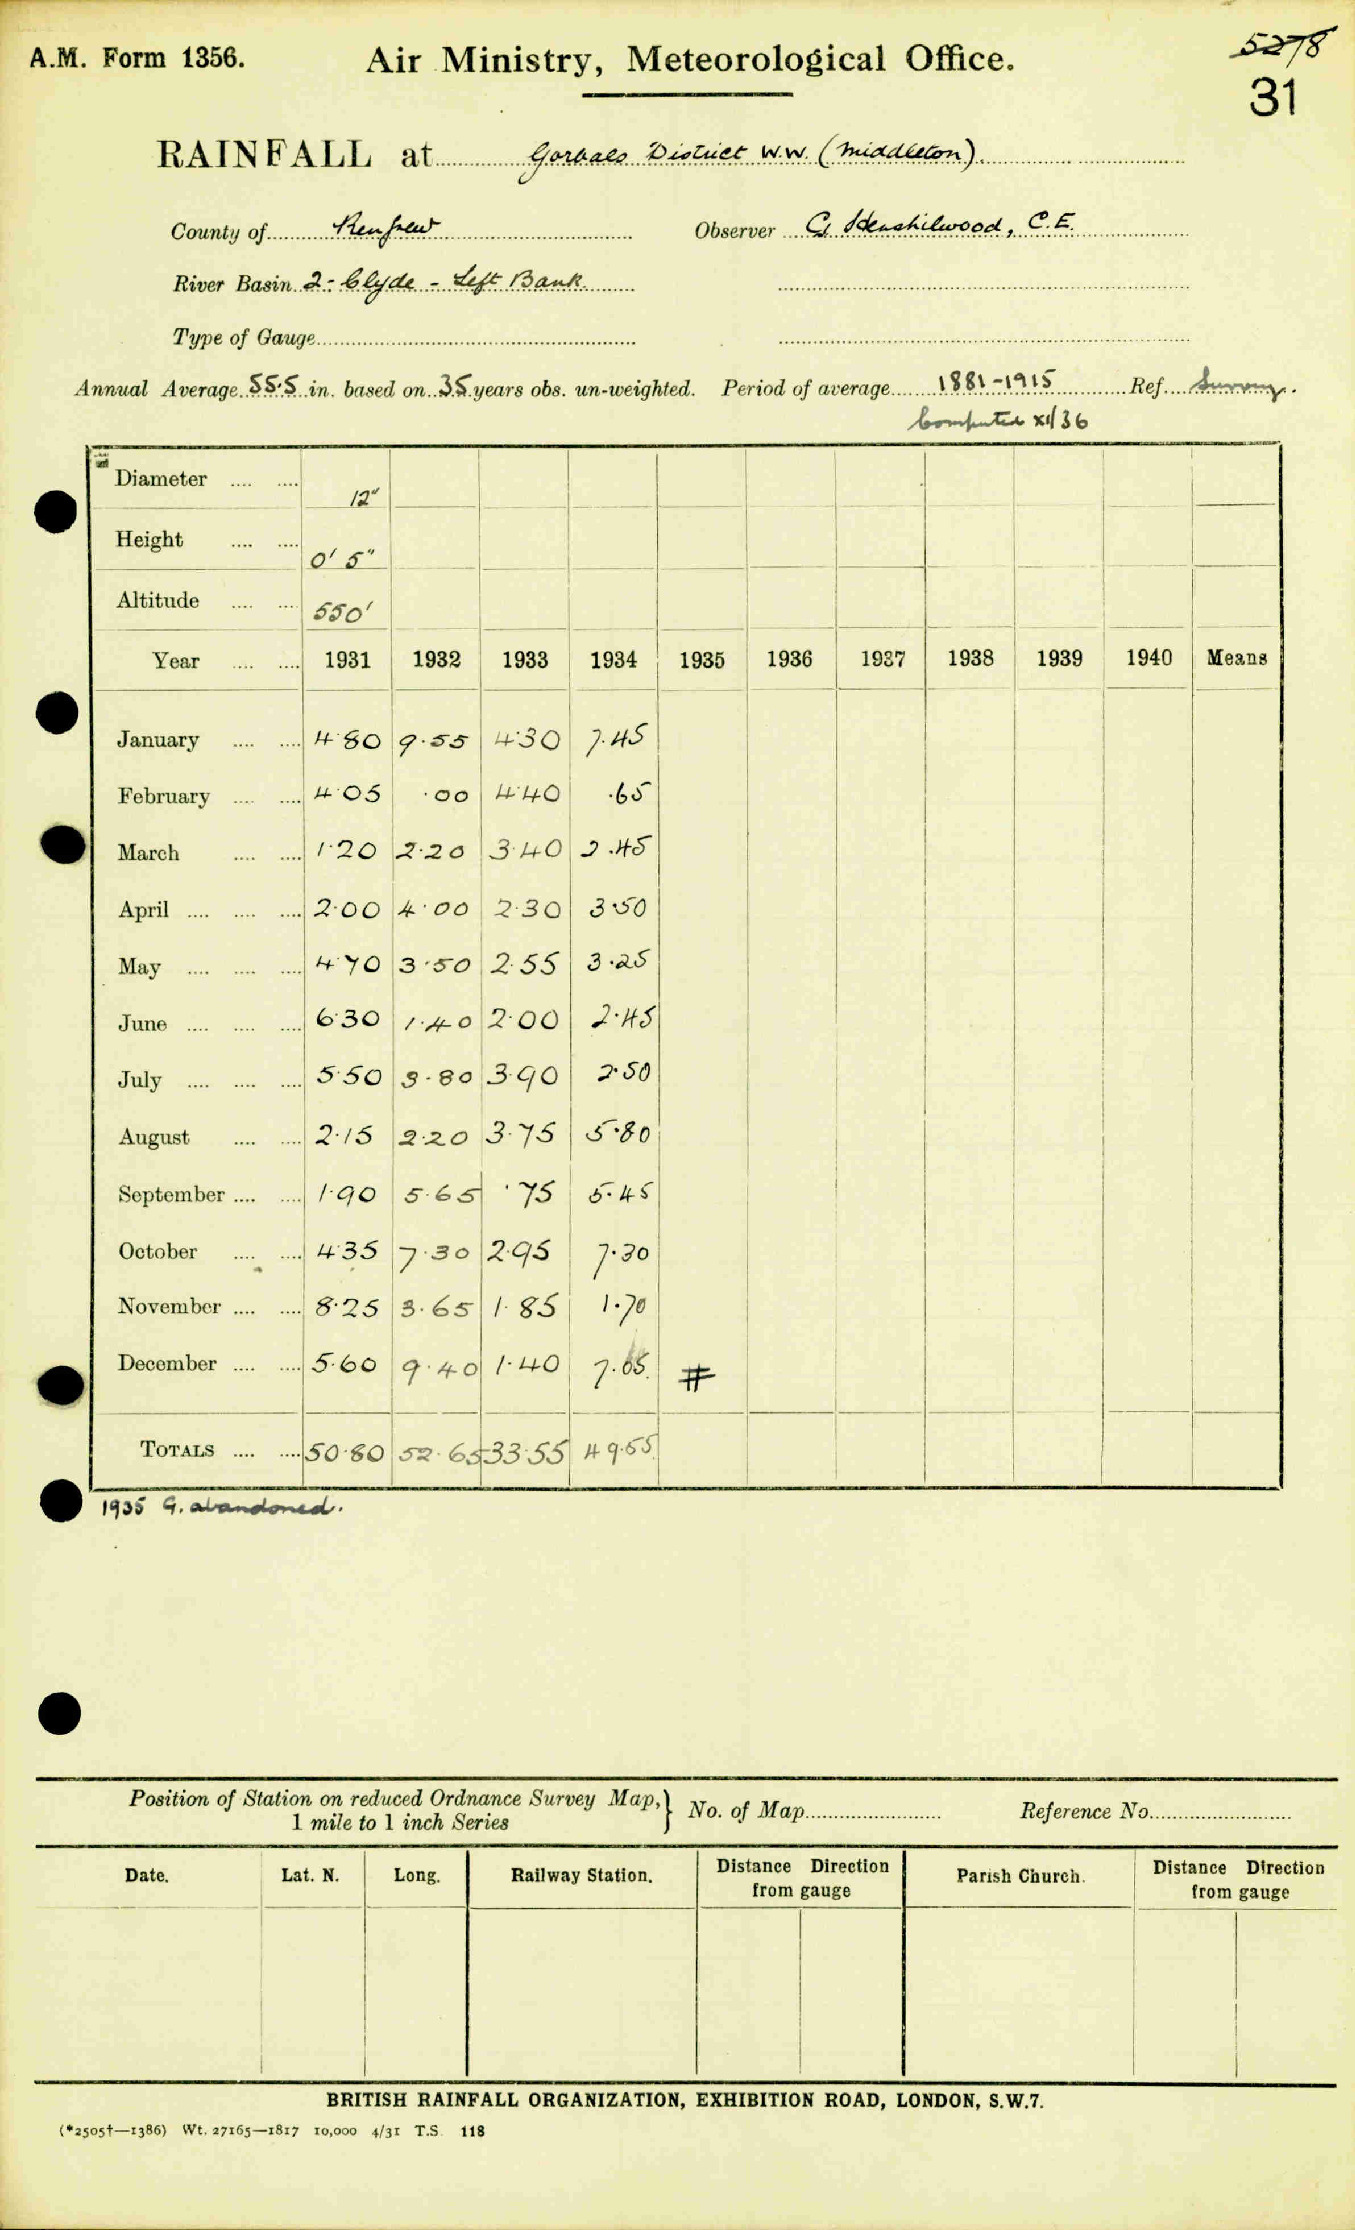 5278
A.M. Form 1356. Air Ministry, Meteorological Office.
31
RAINFALL at Gorbals District W.W. (Middleton).
County of Renfrew Observer G Henshilwood, C.E.
River Basin 2 - Clyde - Left Bank
Type of Gauge
Annual Average 55.5 in. based on 35 years obs. un-weighted. Period of average 1881-1915 Ref. Survey.
Computed XII/36
Diameter 12"
Height 0' 5"
Altitude 550'
Year 1931 1932 1933 1934 1935 1936 1937 1938 1939 1940 Means
January 4.80 9.55 4.30 7.45
February 4.05 .00 4.40 .65
March 1.20 2.20 3.40 2.45
April 2.00 4.00 2.30 3.50
May 4.70 3.50 2.55 3.25
June 6.30 1.40 2.00 2.45
July 5.50 3.80 3.90 2.50
August 2.15 2.20 3.75 5.80
September 1.90 5.65 .75 5.45
October 4.35 7.30 2.95 7.30
November 8.25 3.65 1.85 1.70
December 5.60 9.40 1.40 7.05 #
TOTALS 50.80 52.65 33.55 49.55
1935 G. abandoned.
Position of Station on reduced Ordnance Survey Map, } No. of Map Reference No.
1 mile to 1 inch Series
Date. Lat. N. Long. Railway Station. Distance Direction from gauge Parish Church. Distance Direction from gauge
BRITISH RAINFALL ORGANIZATION, EXHIBITION ROAD, LONDON, S.W.7.
(*2505†—1386) Wt. 27165—1817 10,000 4/31 T.S. 118